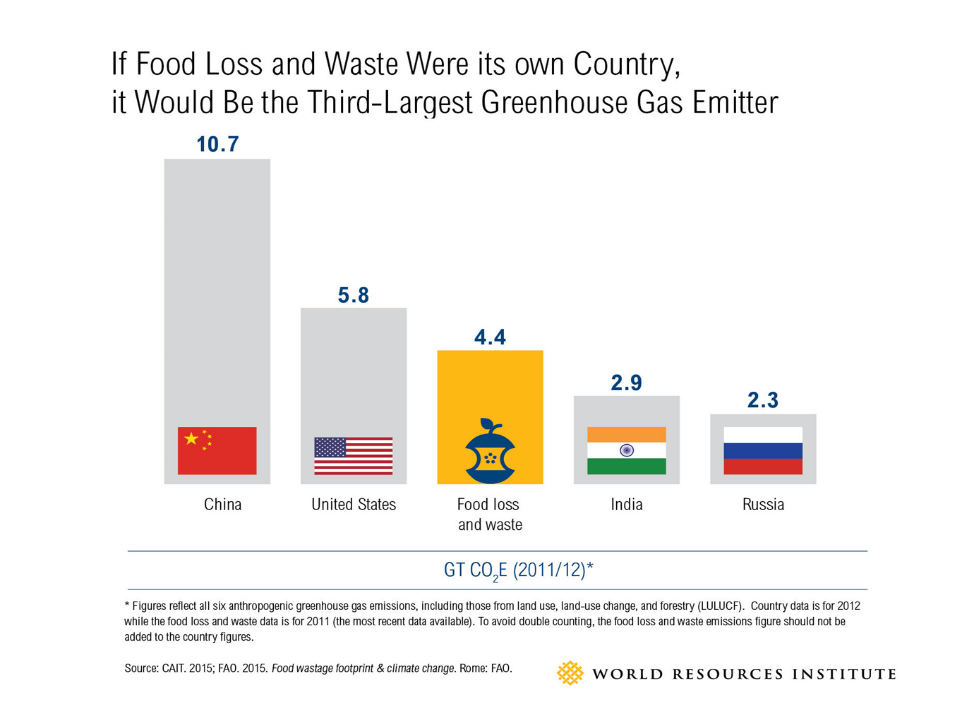 If Food Loss and Waste Were its own Country,
it Would Be the Third-Largest Greenhouse Gas Emitter
10.7
5.8
4.4
2.9
2.3
China
United States
Food loss
and waste
India
Russia
GT CO₂E (2011/12)*
* Figures reflect all six anthropogenic greenhouse gas emissions, including those from land use, land-use change, and forestry (LULUCF). Country data is for 2012
while the food loss and waste data is for 2011 (the most recent data available). To avoid double counting, the food loss and waste emissions figure should not be
added to the country figures.
Source: CAIT. 2015; FAO. 2015. Food wastage footprint & climate change. Rome: FAO.
WORLD RESOURCES INSTITUTE